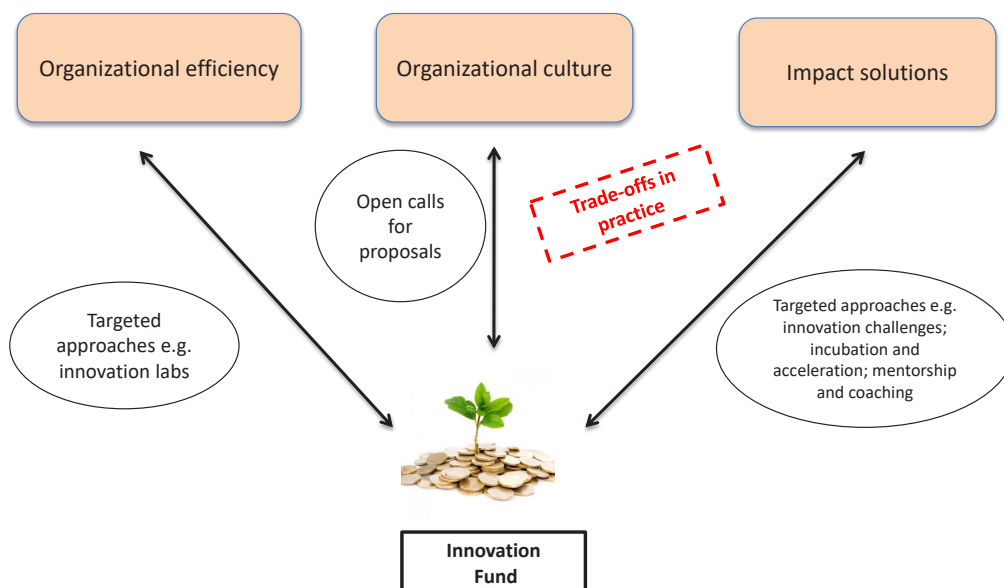 Organizational efficiency
Organizational culture
Impact solutions
Open calls
for
proposals
Trade-offs in
practice
Targeted
approaches e.g.
innovation labs
Targeted approaches e.g.
innovation challenges;
incubation and
acceleration; mentorship
and coaching
Innovation
Fund